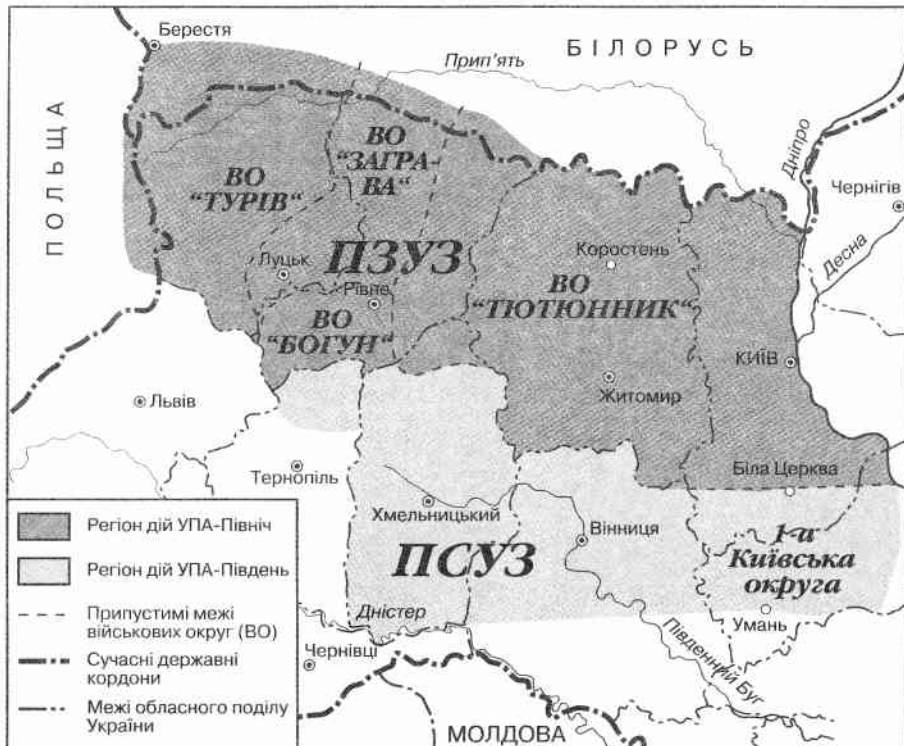 Берестя
БІЛОРУСЬ
Прип’ять
ПОЛЬЩА
Дніпро
Чернігів
Десна
ВО
“ЗАГРА-
ВА“
ВО
“ТУРІВ“
ПЗУЗ
Луцьк
Рівне
ВО
“БОГУН“
Коростень
ВО
“ТЮТЮННИК“
КИЇВ
Житомир
Львів
Тернопіль
Біла Церква
Хмельницький
Вінниця
ПСУЗ
1-а
Київська
округа
Умань
Дністер
Чернівці
Південний Буг
МОЛДОВА
Регіон дій УПА-Північ
Регіон дій УПА-Південь
Припустимі межі
військових округ (ВО)
Сучасні державні
кордони
Межі обласного поділу
України